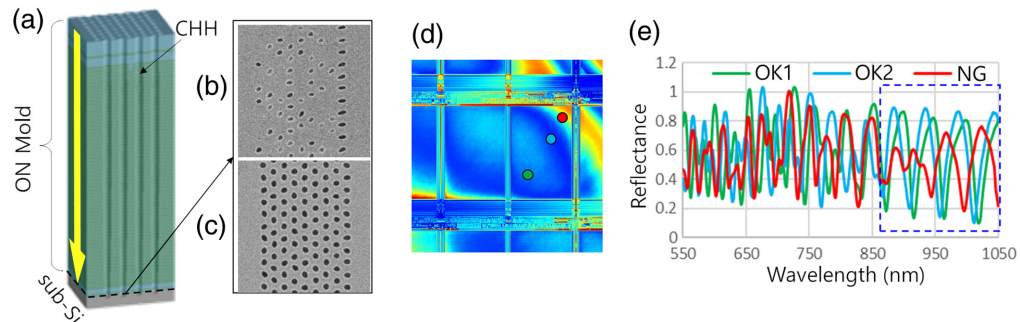 (a)
CHH
ON Mold
sub-Si
(b)
(c)
(d)
(e)
OK1 OK2 NG
Reflectance
1.2
1
0.8
0.6
0.4
0.2
0
550 650 750 850 950 1050
Wavelength (nm)